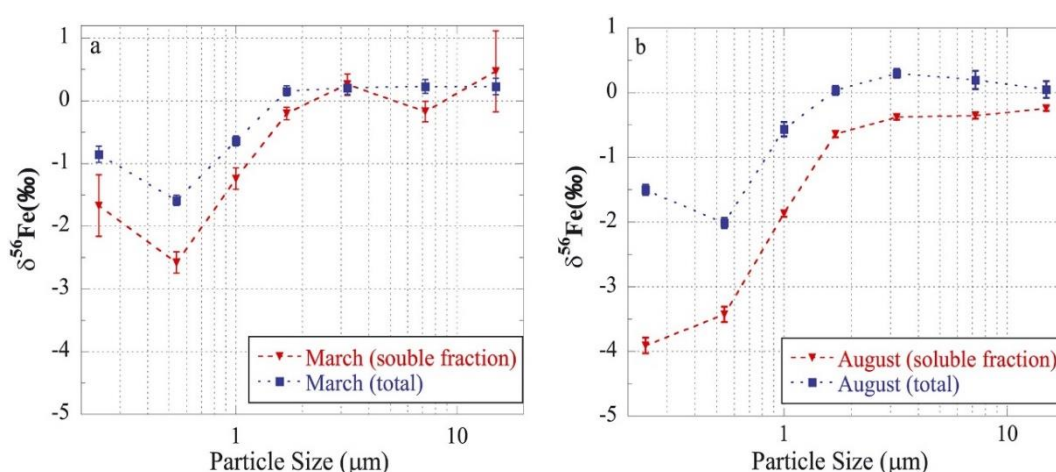 a
1
0
-1
-2
-3
-4
-5
δ⁵⁶Fe(‰)
March (souble fraction)
March (total)
1
10
Particle Size (μm)
b
1
0
-1
-2
-3
-4
-5
δ⁵⁶Fe(‰)
August (soluble fraction)
August (total)
1
10
Particle Size (μm)